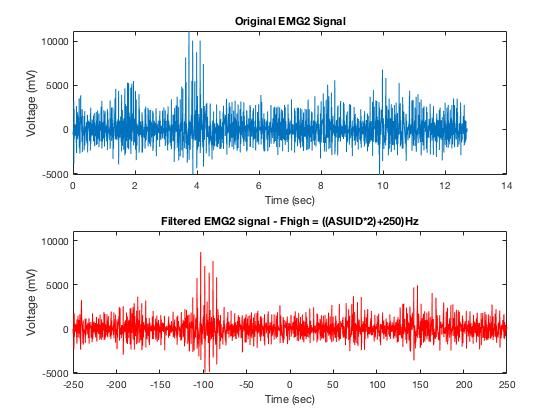 Original EMG2 Signal
10000
5000
0
-5000
Voltage (mV)
0 2 4 6 8 10 12 14
Time (sec)
Filtered EMG2 signal - Fhigh = ((ASUID*2)+250)Hz
10000
5000
0
-5000
Voltage (mV)
-250 -200 -150 -100 -50 0 50 100 150 200 250
Time (sec)